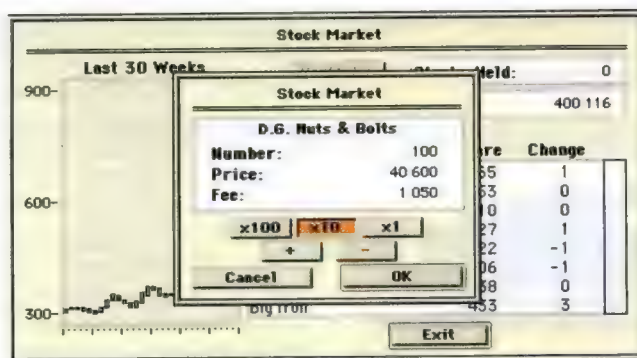 Stock Market
Last 30 Weeks
Held:
0
900-
600-
300-
400 116
Change
1
0
0
1
-1
-1
0
433 3
Exit
Stock Market
D.G. Nuts & Bolts
Number: 100
Price: 40 600
Fee: 1 050
x100 x10 x1
+ -
Cancel OK